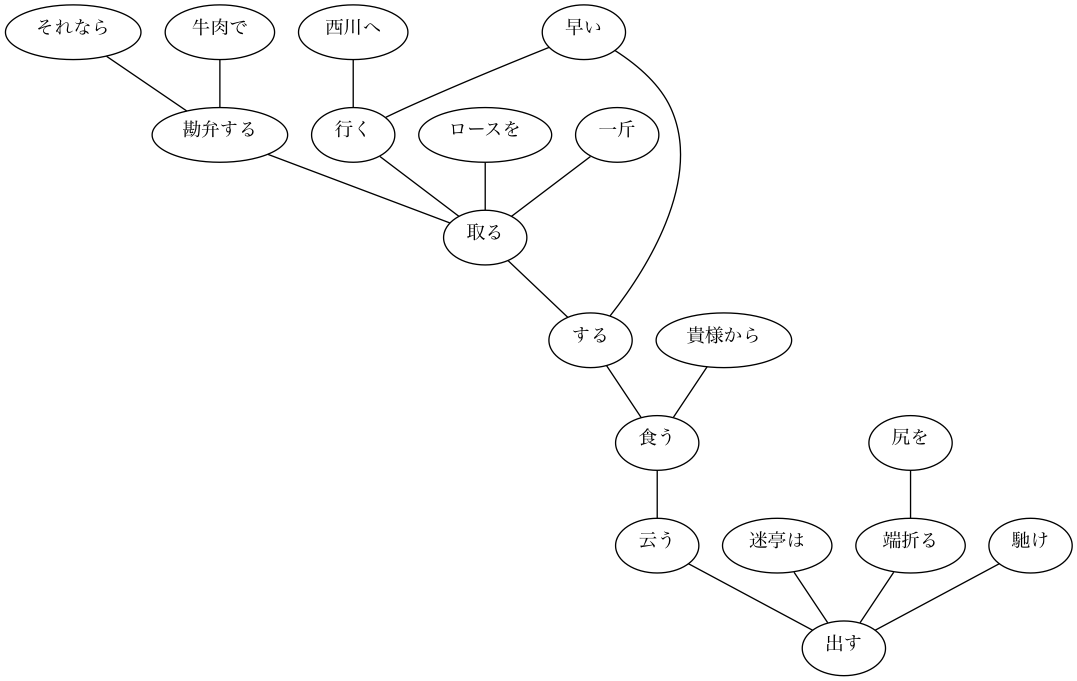 それなら
牛肉で
西川へ
早い
勘弁する
行く
ロースを
一斤
取る
する
貴様から
食う
尻を
云う
迷亭は
端折る
馳け
出す